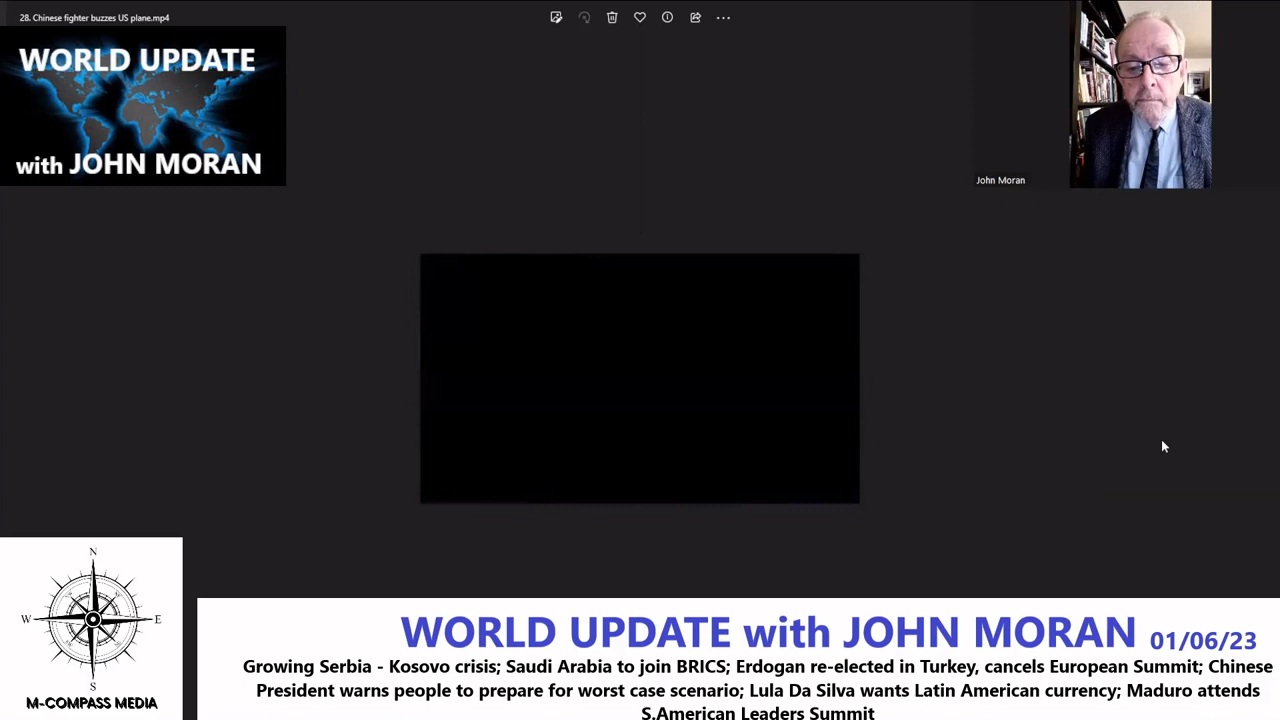 28. Chinese fighter buzzes US plane.mp4
WORLD UPDATE
with JOHN MORAN
John Moran
N
W E
S
M-COMPASS MEDIA
WORLD UPDATE with JOHN MORAN 01/06/23
Growing Serbia - Kosovo crisis; Saudi Arabia to join BRICS; Erdogan re-elected in Turkey, cancels European Summit; Chinese
President warns people to prepare for worst case scenario; Lula Da Silva wants Latin American currency; Maduro attends
S.American Leaders Summit